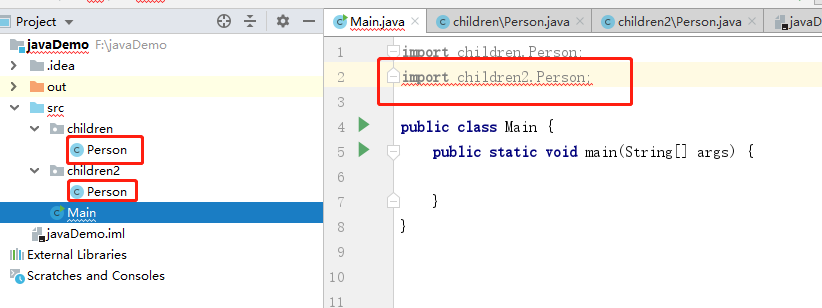 Project
javaDemo F:\javaDemo
.idea
out
src
children
Person
children2
Person
Main
javaDemo.iml
External Libraries
Scratches and Consoles
Main.java
children\Person.java
children2\Person.java
javaD
1 import children.Person;
2 import children2.Person;
3
4 public class Main {
5 public static void main(String[] args) {
6
7 }
8 }
9
10
11